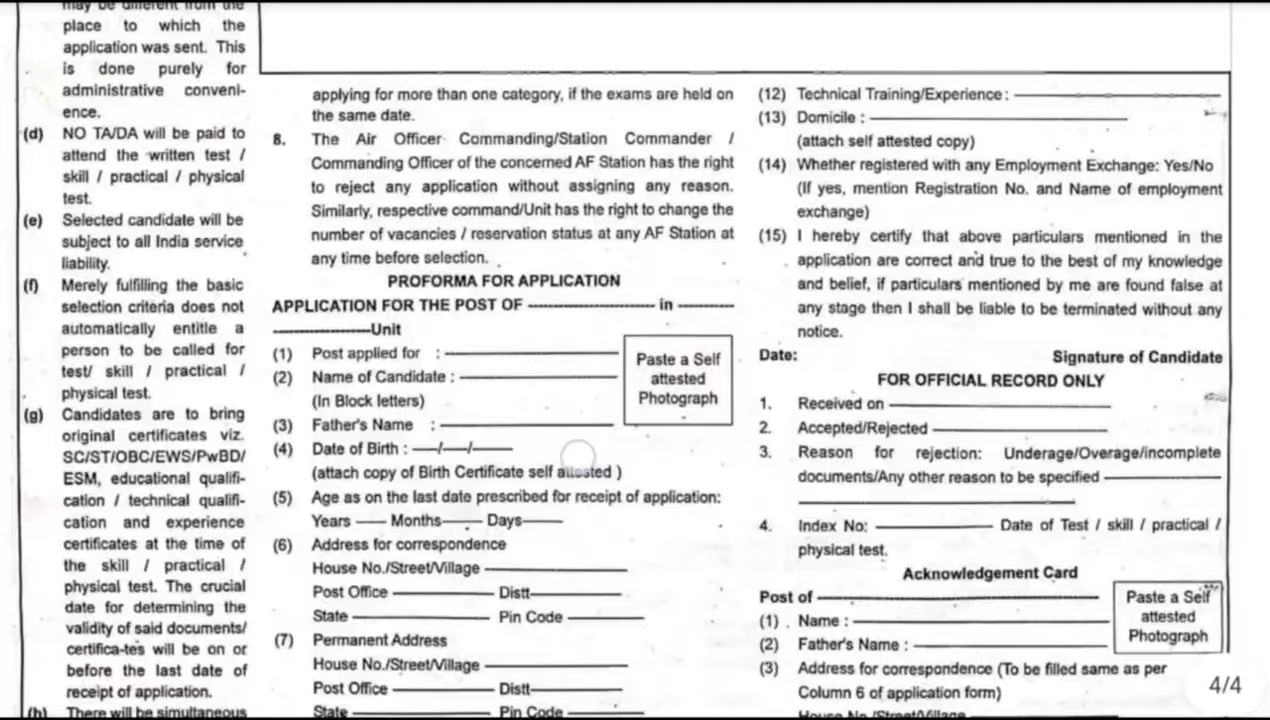 may be different from the
place to which the
application was sent. This
is done purely for
administrative conveni-
ence.
(d) NO TA/DA will be paid to
attend the written test /
skill / practical / physical
test.
(e) Selected candidate will be
subject to all India service
liability.
(f) Merely fulfilling the basic
selection criteria does not
automatically entitle a
person to be called for
test/ skill / practical /
physical test.
(g) Candidates are to bring
original certificates viz.
SC/ST/OBC/EWS/PwBD/
ESM, educational qualifi-
cation / technical qualifi-
cation and experience
certificates at the time of
the skill / practical /
physical test. The crucial
date for determining the
validity of said documents/
certifica-tes will be on or
before the last date of
receipt of application.
(h) There will be simultaneous
applying for more than one category, if the exams are held on
the same date.
8. The Air Officer Commanding/Station Commander /
Commanding Officer of the concerned AF Station has the right
to reject any application without assigning any reason.
Similarly, respective command/Unit has the right to change the
number of vacancies / reservation status at any AF Station at
any time before selection.
PROFORMA FOR APPLICATION
APPLICATION FOR THE POST OF ---------------- in --------
--------------Unit
(1) Post applied for :
(2) Name of Candidate :
(In Block letters)
(3) Father's Name :
(4) Date of Birth : —/—/——
(attach copy of Birth Certificate self attested )
(5) Age as on the last date prescribed for receipt of application:
Years —— Months—— Days——
(6) Address for correspondence
House No./Street/Village
Post Office ———— Distt————
State ———— Pin Code ————
(7) Permanent Address
House No./Street/Village
Post Office ———— Distt————
State ———— Pin Code ————
Paste a Self
attested
Photograph
(12) Technical Training/Experience :
(13) Domicile :
(attach self attested copy)
(14) Whether registered with any Employment Exchange: Yes/No
(If yes, mention Registration No. and Name of employment
exchange)
(15) I hereby certify that above particulars mentioned in the
application are correct and true to the best of my knowledge
and belief, if particulars mentioned by me are found false at
any stage then I shall be liable to be terminated without any
notice.
Date: Signature of Candidate
FOR OFFICIAL RECORD ONLY
1. Received on
2. Accepted/Rejected
3. Reason for rejection: Underage/Overage/incomplete
documents/Any other reason to be specified
4. Index No: ———— Date of Test / skill / practical /
physical test.
Acknowledgement Card
Post of
(1) . Name :
(2) Father's Name :
(3) Address for correspondence (To be filled same as per
Column 6 of application form)
House No./Street/Village
Paste a Self
attested
Photograph
4/4